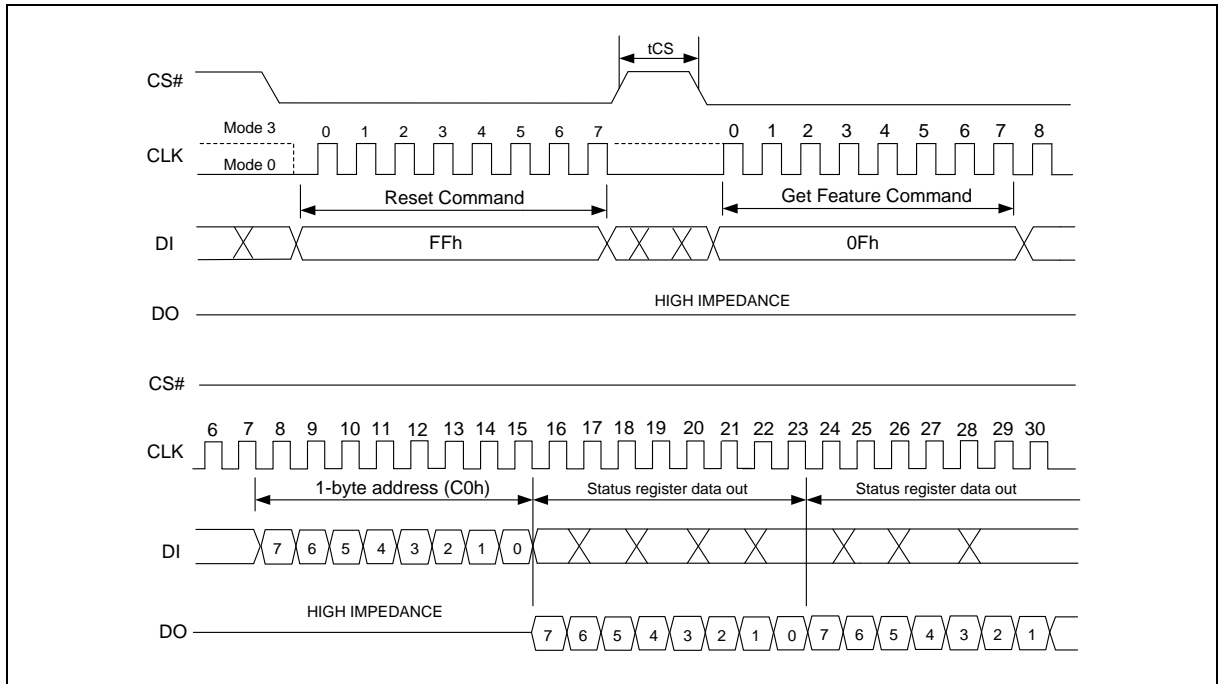 tCS
CS#
Mode 3
0 1 2 3 4 5 6 7 0 1 2 3 4 5 6 7 8
CLK
Mode 0
Reset Command Get Feature Command
DI FFh 0Fh
HIGH IMPEDANCE
DO
CS#
6 7 8 9 10 11 12 13 14 15 16 17 18 19 20 21 22 23 24 25 26 27 28 29 30
CLK
1-byte address (C0h) Status register data out Status register data out
DI 7 6 5 4 3 2 1 0
HIGH IMPEDANCE
DO 7 6 5 4 3 2 1 0 7 6 5 4 3 2 1